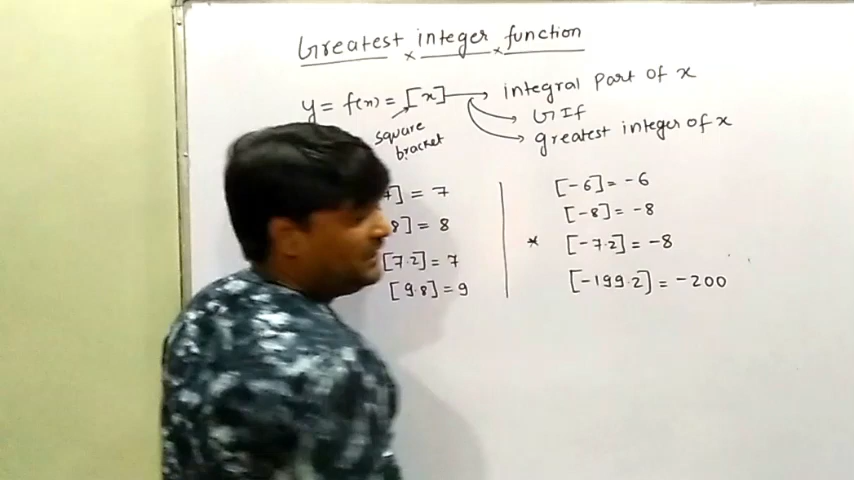 Greatest integer function
y = f(x) = [x] → integral part of x
→ GIf
→ greatest integer of x
square
bracket
7] = 7
8] = 8
[7.2] = 7
[9.8] = 9
[-6] = -6
[-8] = -8
* [-7.2] = -8
[-199.2] = -200